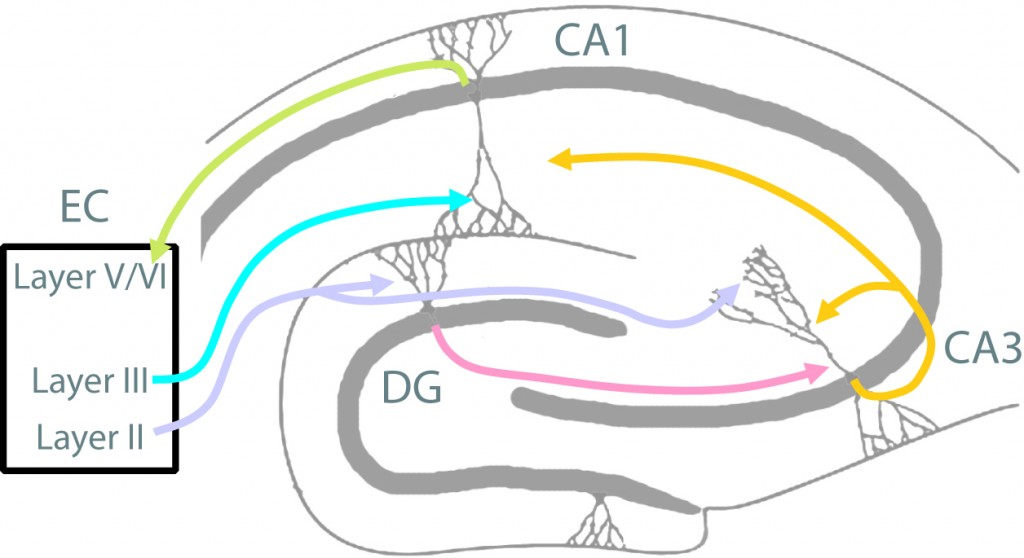 CA1
EC
Layer V/VI
Layer III
Layer II
DG
CA3